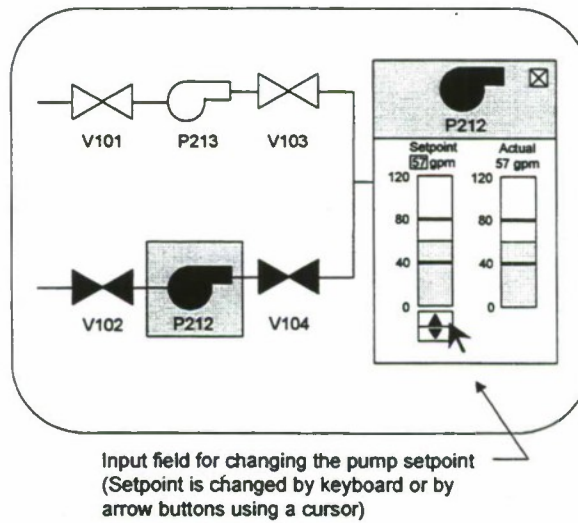 V101 P213 V103
P212
Setpoint Actual
57 gpm 57 gpm
120 120
80 80
40 40
0 0
V102 P212 V104
Input field for changing the pump setpoint
(Setpoint is changed by keyboard or by
arrow buttons using a cursor)